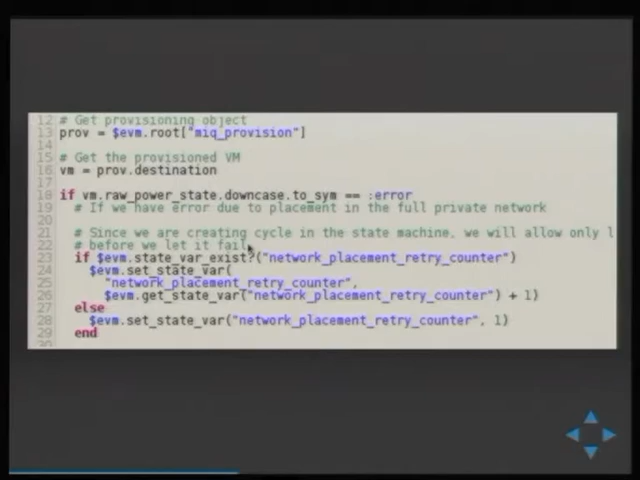 12 # Get provisioning object
13 prov = $evm.root["miq_provision"]
14
15 # Get the provisioned VM
16 vm = prov.destination
17
18 if vm.raw_power_state.downcase.to_sym == :error
19 # If we have error due to placement in the full private network
20
21 # Since we are creating cycle in the state machine, we will allow only l
22 # before we let it fail
23 if $evm.state_var_exist?("network_placement_retry_counter")
24 $evm.set_state_var(
25 "network_placement_retry_counter",
26 $evm.get_state_var("network_placement_retry_counter") + 1)
27 else
28 $evm.set_state_var("network_placement_retry_counter", 1)
29 end
30